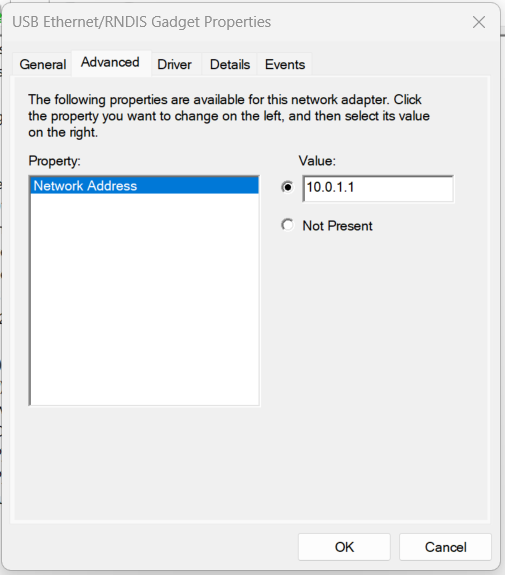 USB Ethernet/RNDIS Gadget Properties
General Advanced Driver Details Events
The following properties are available for this network adapter. Click
the property you want to change on the left, and then select its value
on the right.
Property: Value:
Network Address 10.0.1.1
Not Present
OK Cancel